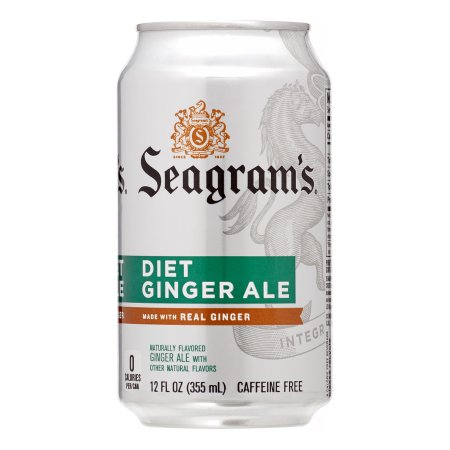 Seagram's
S
SINCE 1857
Seagram's
DIET
GINGER ALE
MADE WITH REAL GINGER
0
CALORIES
PER/CAN
NATURALLY FLAVORED
GINGER ALE WITH
OTHER NATURAL FLAVORS
12 FL OZ (355 mL) CAFFEINE FREE